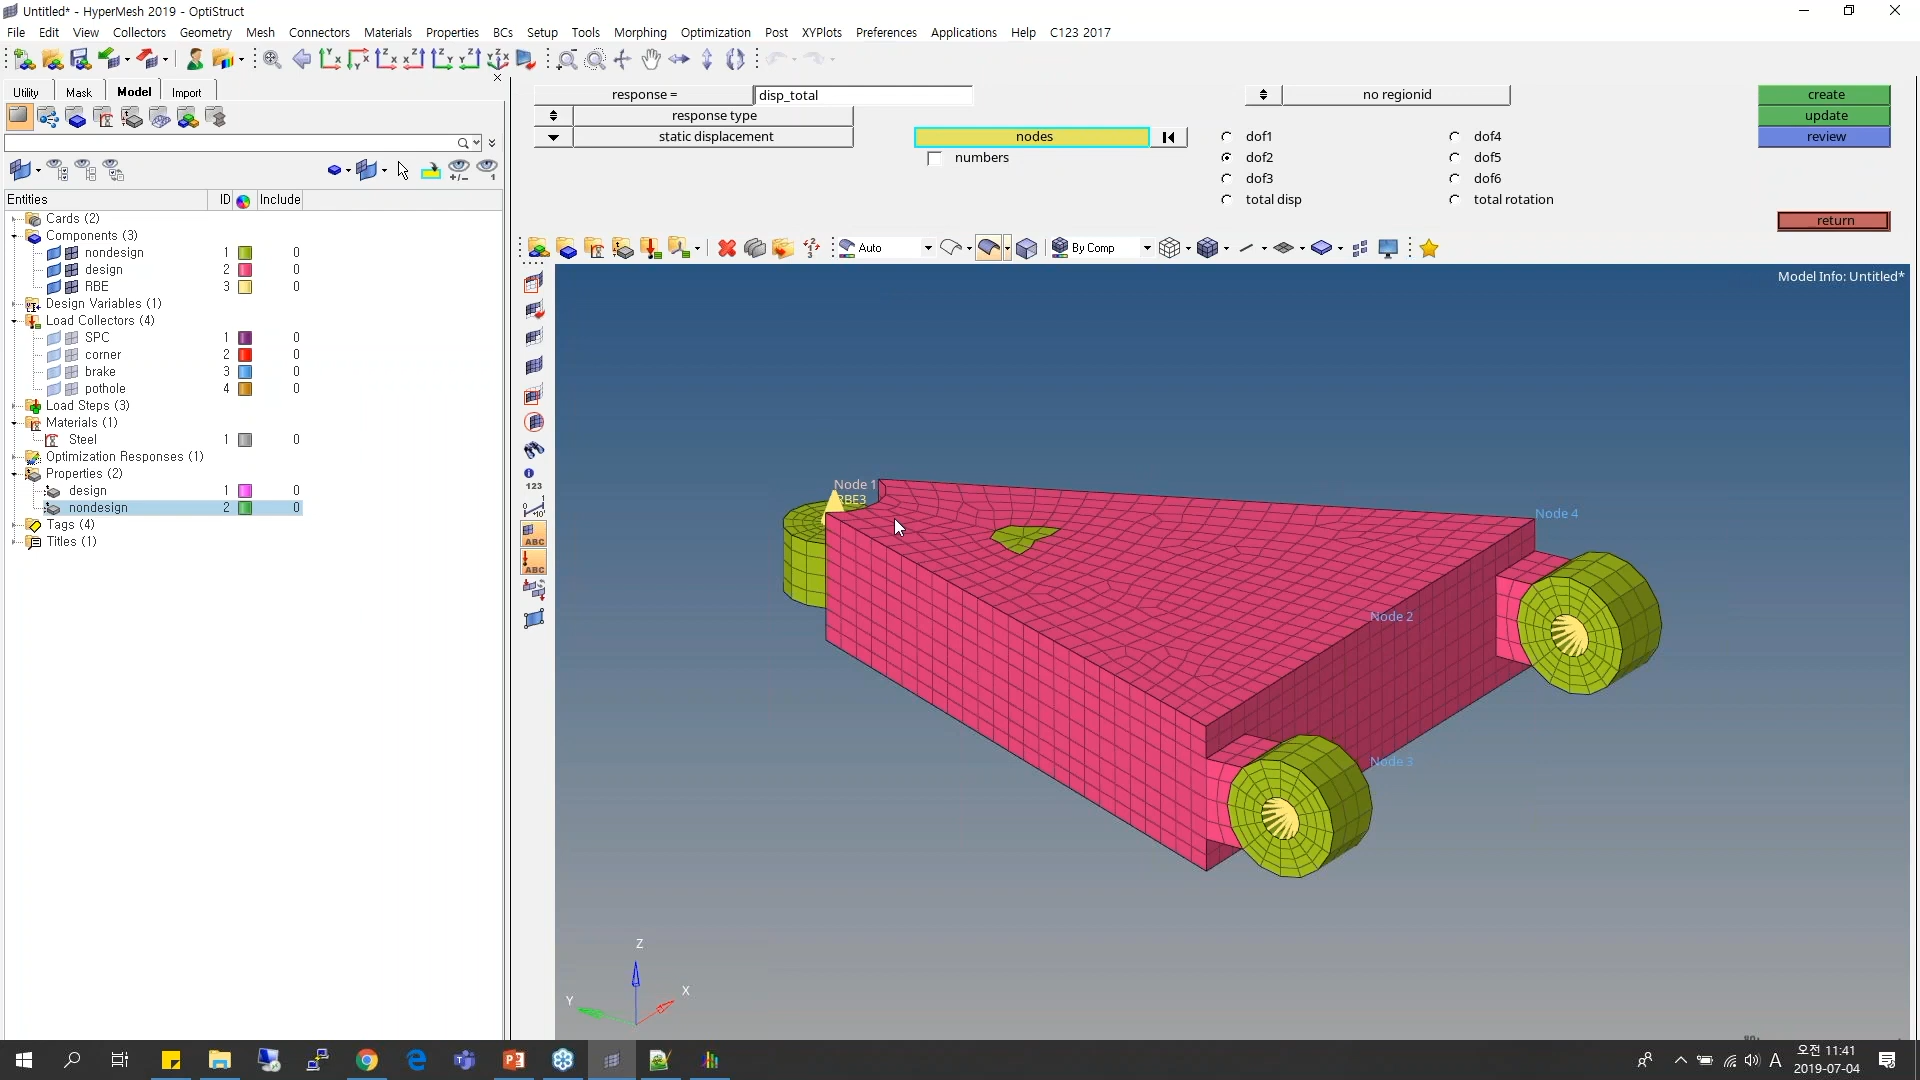 Untitled* - HyperMesh 2019 - OptiStruct
File Edit View Collectors Geometry Mesh Connectors Materials Properties BCs Setup Tools Morphing Optimization Post XYPlots Preferences Applications Help C123 2017
Utility Mask Model Import
Entities ID Include
Cards (2)
Components (3)
nondesign 1 0
design 2 0
RBE 3 0
Design Variables (1)
Load Collectors (4)
SPC 1 0
corner 2 0
brake 3 0
pothole 4 0
Load Steps (3)
Materials (1)
Steel 1 0
Optimization Responses (1)
Properties (2)
design 1 0
nondesign 2 0
Tags (4)
Titles (1)
response = disp_total no regionid create
response type update
static displacement nodes dof1 dof4 review
numbers dof2 dof5
dof3 dof6
total disp total rotation
return
Auto By Comp
Model Info: Untitled*
Node 1
RBE3
Node 4
Node 2
Node 3
Z
X
Y
123
ABC
ABC
A
오전 11:41
2019-07-04